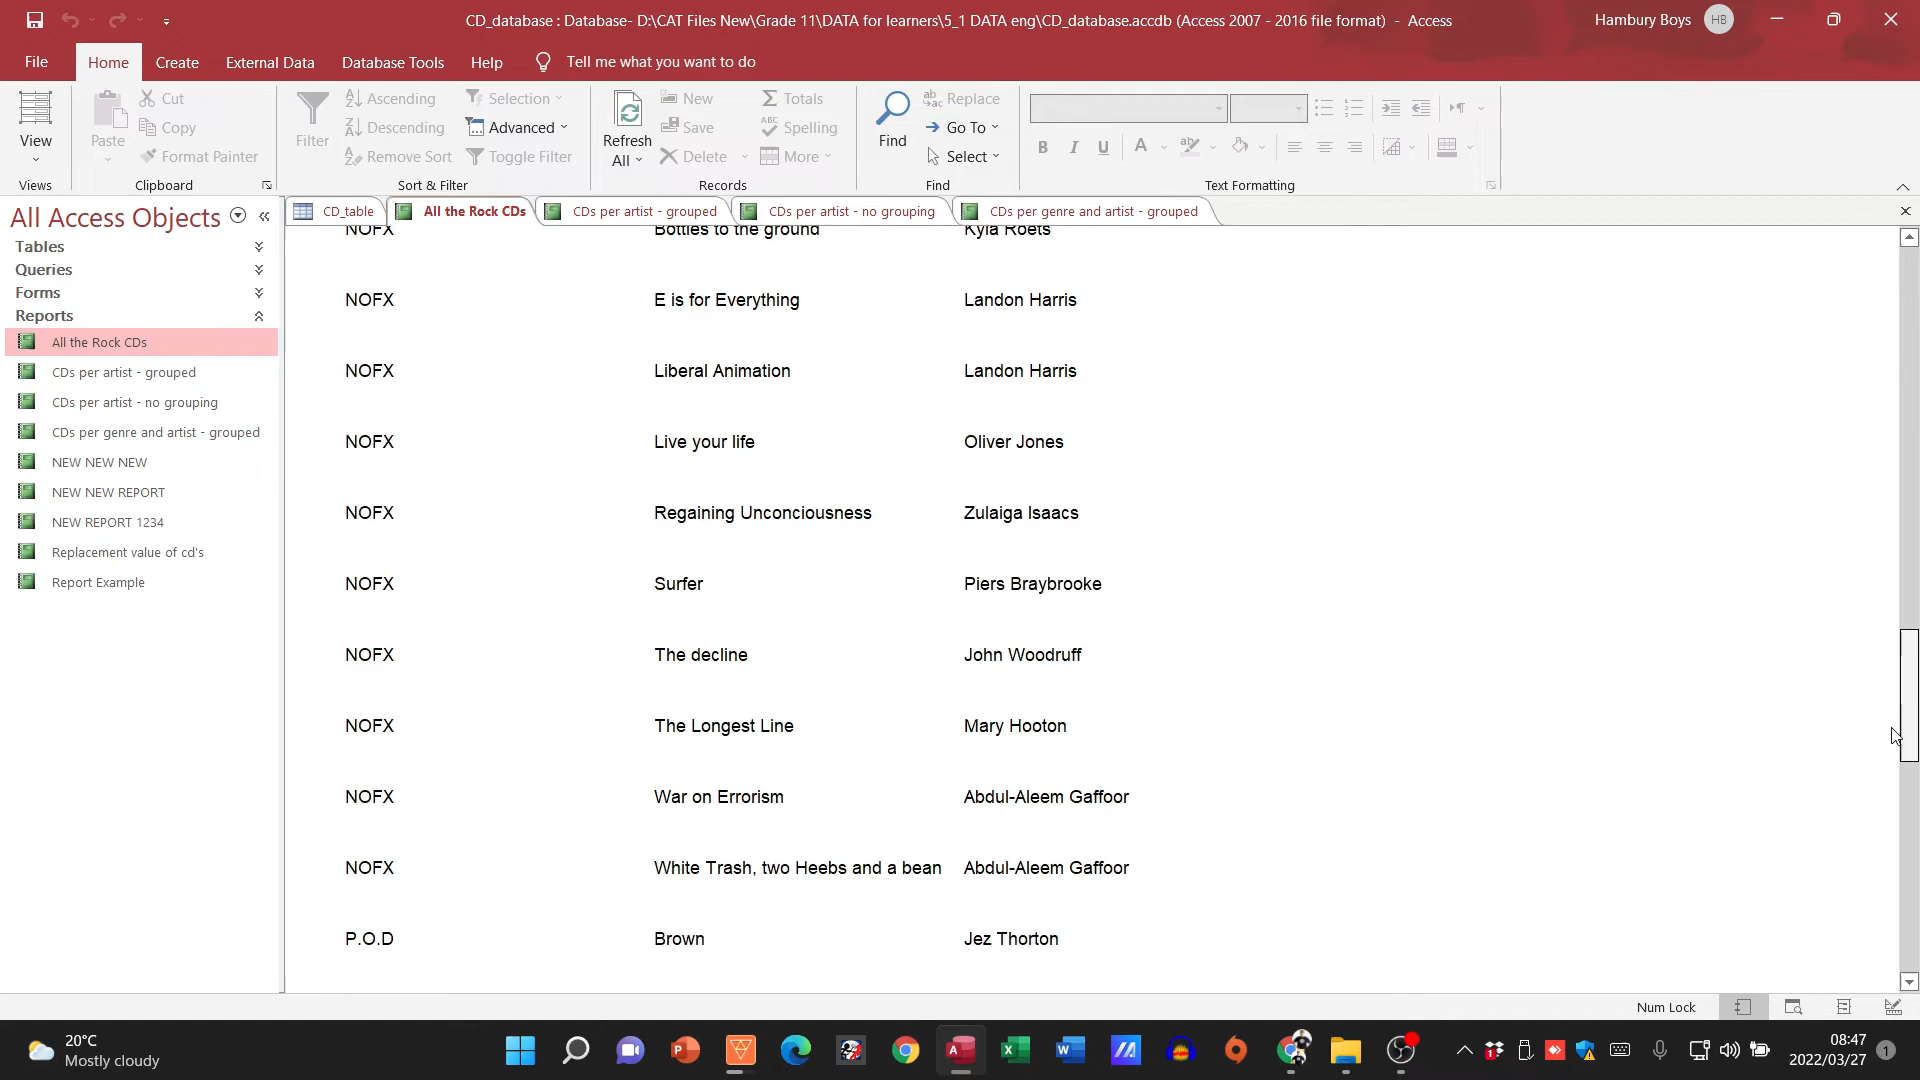 CD_database : Database- D:\CAT Files New\Grade 11\DATA for learners\5_1 DATA eng\CD_database.accdb (Access 2007 - 2016 file format) - Access
Hambury Boys HB
File Home Create External Data Database Tools Help Tell me what you want to do
View
Views
Paste
Cut
Copy
Format Painter
Clipboard
Filter
Ascending
Descending
Remove Sort
Selection
Advanced
Toggle Filter
Sort & Filter
Refresh
All
New
Save
Delete
Totals
Spelling
More
Records
Find
Replace
Go To
Select
Find
B I U A ab
Text Formatting
All Access Objects
Tables
Queries
Forms
Reports
All the Rock CDs
CDs per artist - grouped
CDs per artist - no grouping
CDs per genre and artist - grouped
NEW NEW NEW
NEW NEW REPORT
NEW REPORT 1234
Replacement value of cd's
Report Example
CD_table All the Rock CDs CDs per artist - grouped CDs per artist - no grouping CDs per genre and artist - grouped
NOFX Bottles to the ground Kyla Roets
NOFX E is for Everything Landon Harris
NOFX Liberal Animation Landon Harris
NOFX Live your life Oliver Jones
NOFX Regaining Unconciousness Zulaiga Isaacs
NOFX Surfer Piers Braybrooke
NOFX The decline John Woodruff
NOFX The Longest Line Mary Hooton
NOFX War on Errorism Abdul-Aleem Gaffoor
NOFX White Trash, two Heebs and a bean Abdul-Aleem Gaffoor
P.O.D Brown Jez Thorton
Num Lock
20°C
Mostly cloudy
08:47
2022/03/27
1